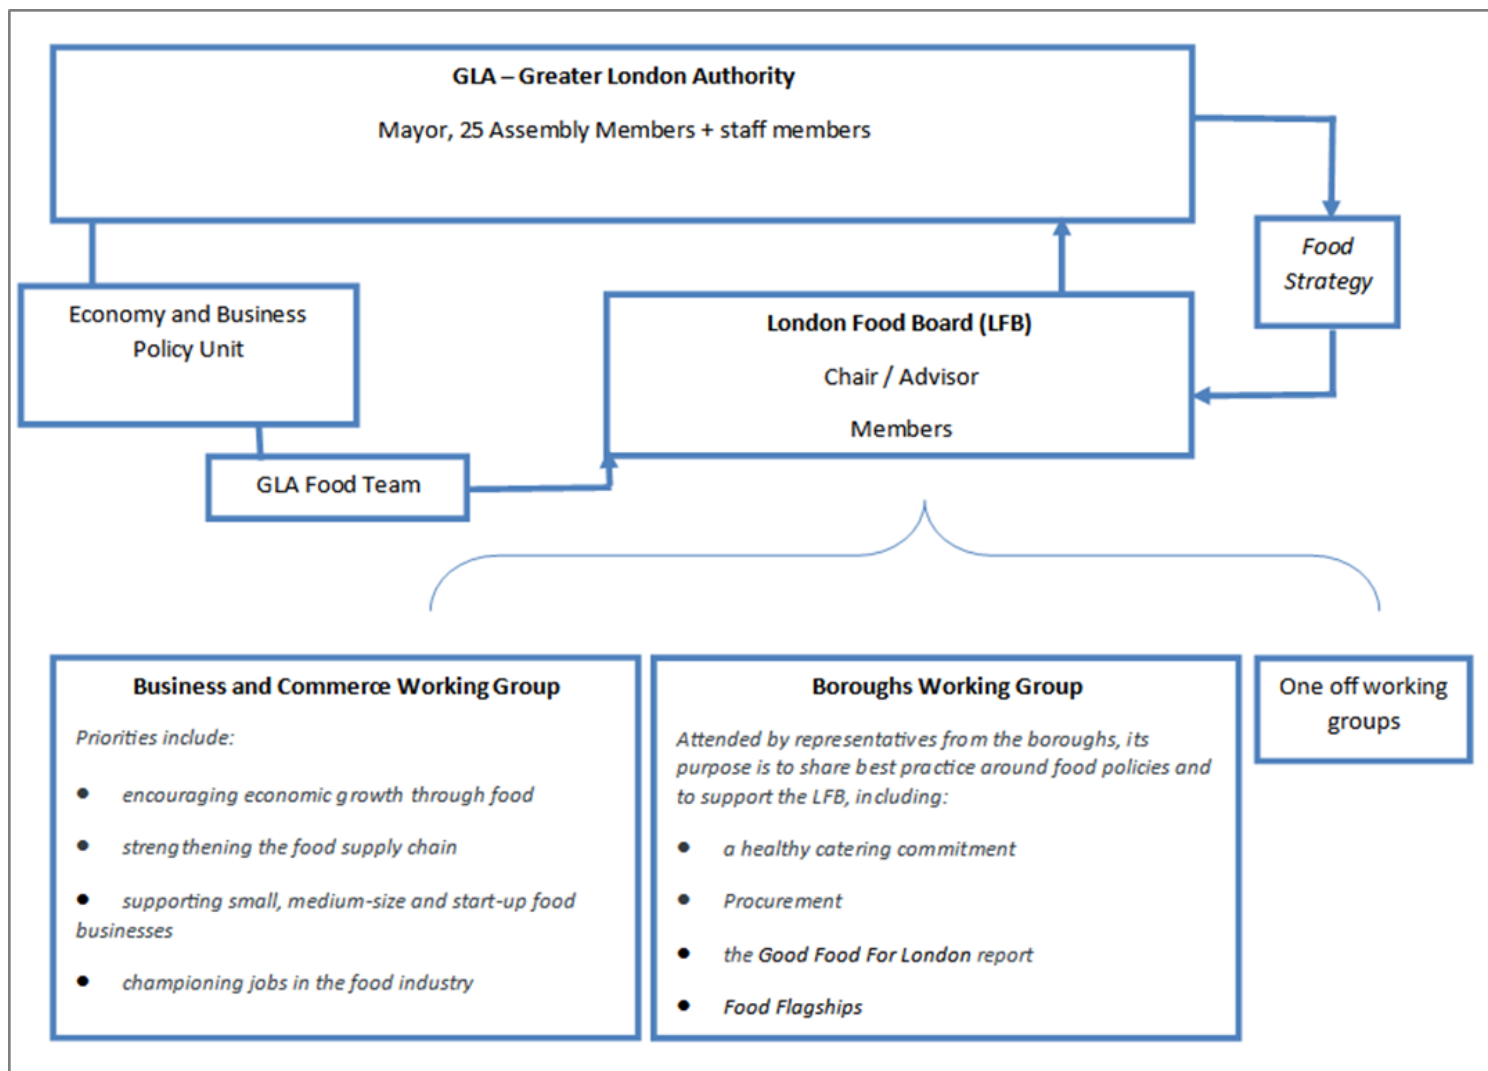 GLA – Greater London Authority
Mayor, 25 Assembly Members + staff members
Food
Strategy
Economy and Business
Policy Unit
London Food Board (LFB)
Chair / Advisor
Members
GLA Food Team
Business and Commerce Working Group
Priorities include:
● encouraging economic growth through food
● strengthening the food supply chain
● supporting small, medium-size and start-up food
businesses
● championing jobs in the food industry
Boroughs Working Group
Attended by representatives from the boroughs, its
purpose is to share best practice around food policies and
to support the LFB, including:
● a healthy catering commitment
● Procurement
● the Good Food For London report
● Food Flagships
One off working
groups